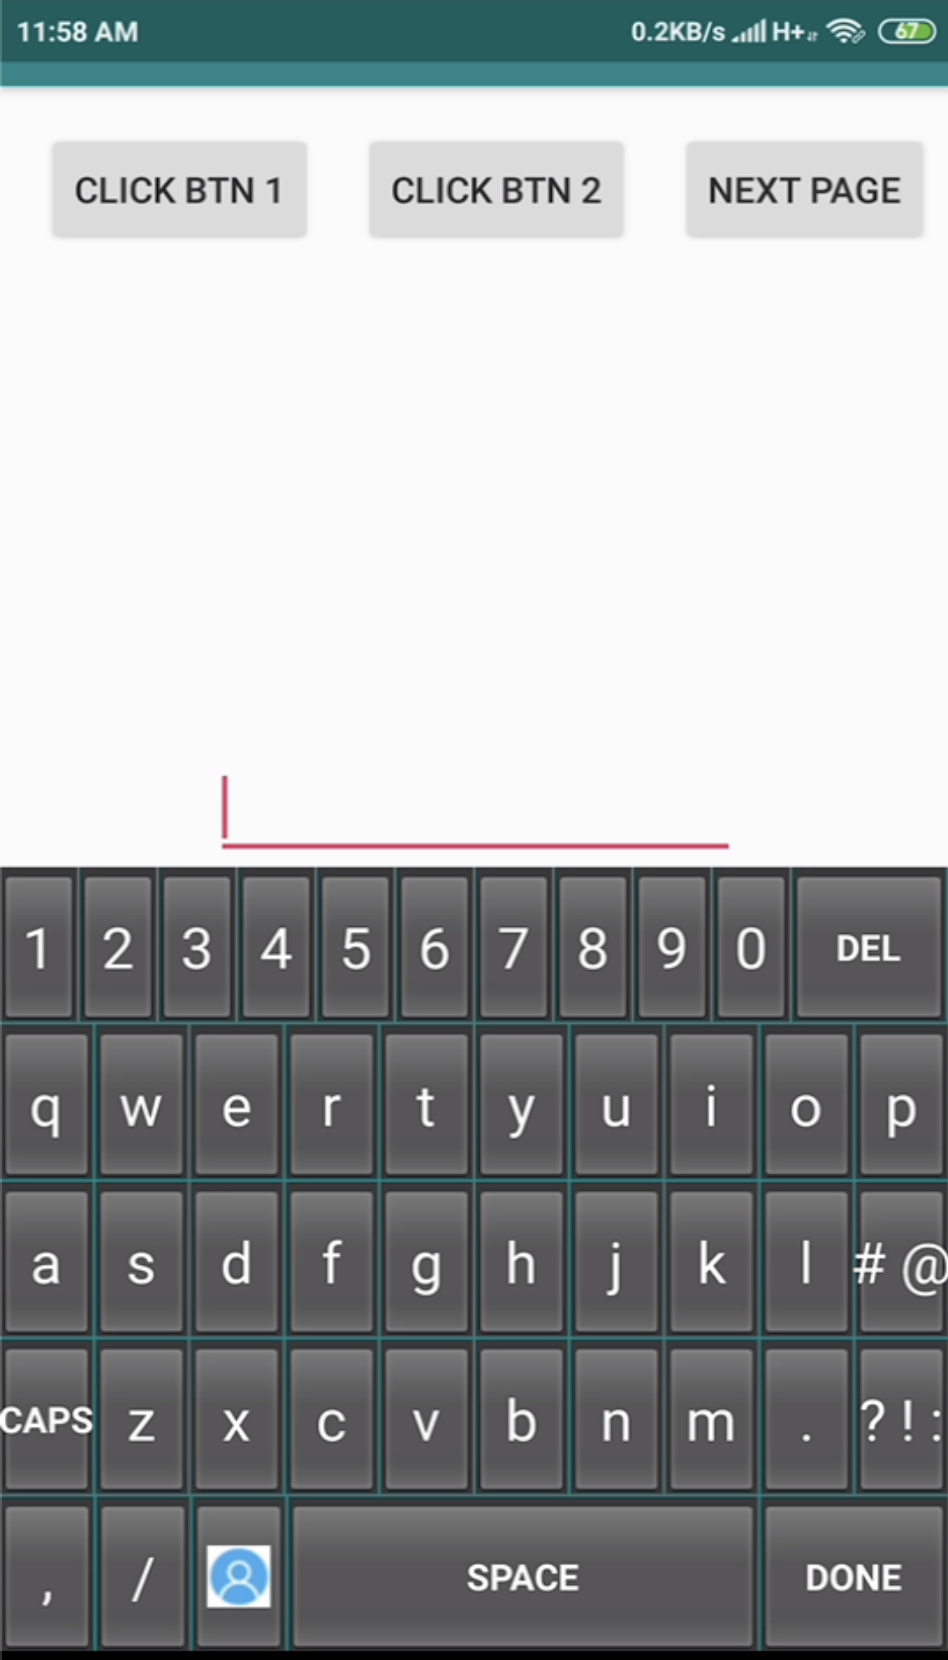 11:58 AM 0.2KB/s H+ 67
CLICK BTN 1 CLICK BTN 2 NEXT PAGE
1 2 3 4 5 6 7 8 9 0 DEL
q w e r t y u i o p
a s d f g h j k l # @
CAPS z x c v b n m . ? ! :
, / SPACE DONE